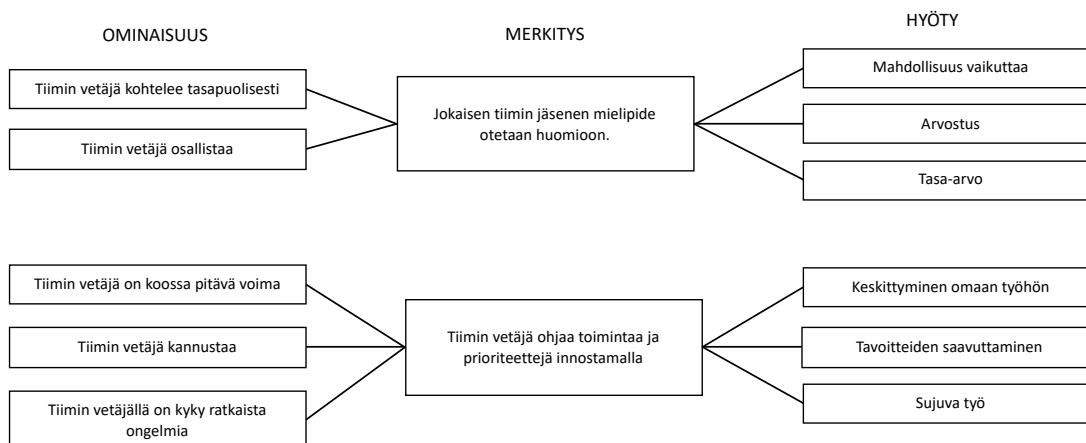 OMINAISUUS
MERKITYS
HYÖTY
Tiimin vetäjä kohtelee tasapuolisesti
Tiimin vetäjä osallistaa
Jokaisen tiimin jäsenen mielipide
otetaan huomioon.
Mahdollisuus vaikuttaa
Arvostus
Tasa-arvo
Tiimin vetäjä on koossa pitävä voima
Tiimin vetäjä kannustaa
Tiimin vetäjällä on kyky ratkaista
ongelmia
Tiimin vetäjä ohjaa toimintaa ja
prioriteettejä innostamalla
Keskittyminen omaan työhön
Tavoitteiden saavuttaminen
Sujuva työ